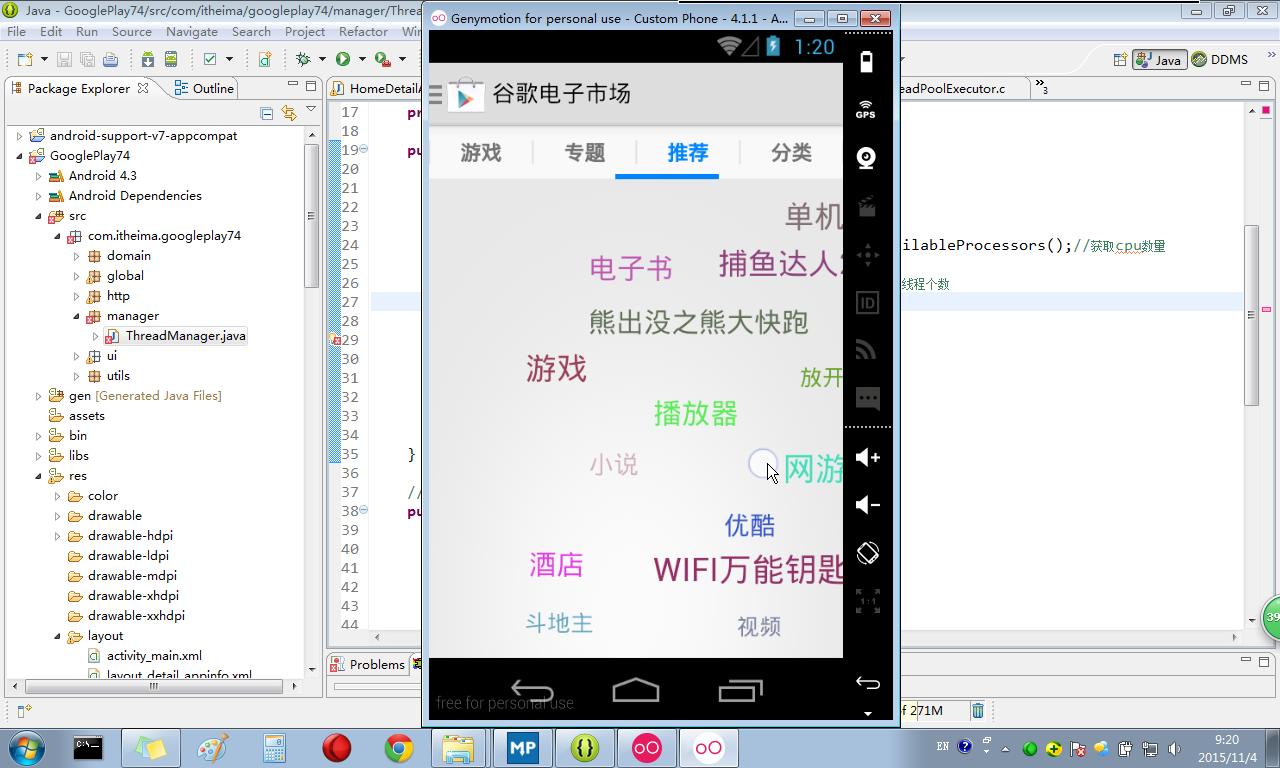 Java - GooglePlay74/src/com/itheima/googleplay74/manager/Threa
Genymotion for personal use - Custom Phone - 4.1.1 - A...
File Edit Run Source Navigate Search Project Refactor Win
Java
DDMS
Package Explorer
Outline
HomeDetailA
eadPoolExecutor.c
»3
android-support-v7-appcompat
GooglePlay74
Android 4.3
Android Dependencies
src
com.itheima.googleplay74
domain
global
http
manager
ThreadManager.java
ui
utils
gen [Generated Java Files]
assets
bin
libs
res
color
drawable
drawable-hdpi
drawable-ldpi
drawable-mdpi
drawable-xhdpi
drawable-xxhdpi
layout
activity_main.xml
layout_detail_appinfo.xml
17 pr
18
19 pu
20
21
22
23
24 ilableProcessors();//获取cpu数量
25
26 线程个数
27
28
30
31
32
33
34
35 }
37 //
38 pu
40
41
42
43
44
1:20
谷歌电子市场
游戏 专题 推荐 分类
单机
电子书 捕鱼达人2
熊出没之熊大快跑
游戏 放开
播放器
小说 网游
优酷
酒店 WIFI万能钥匙
斗地主 视频
free for personal use
GPS
ID
1:1
Problems
of 271M
39
MP
EN
9:20
2015/11/4